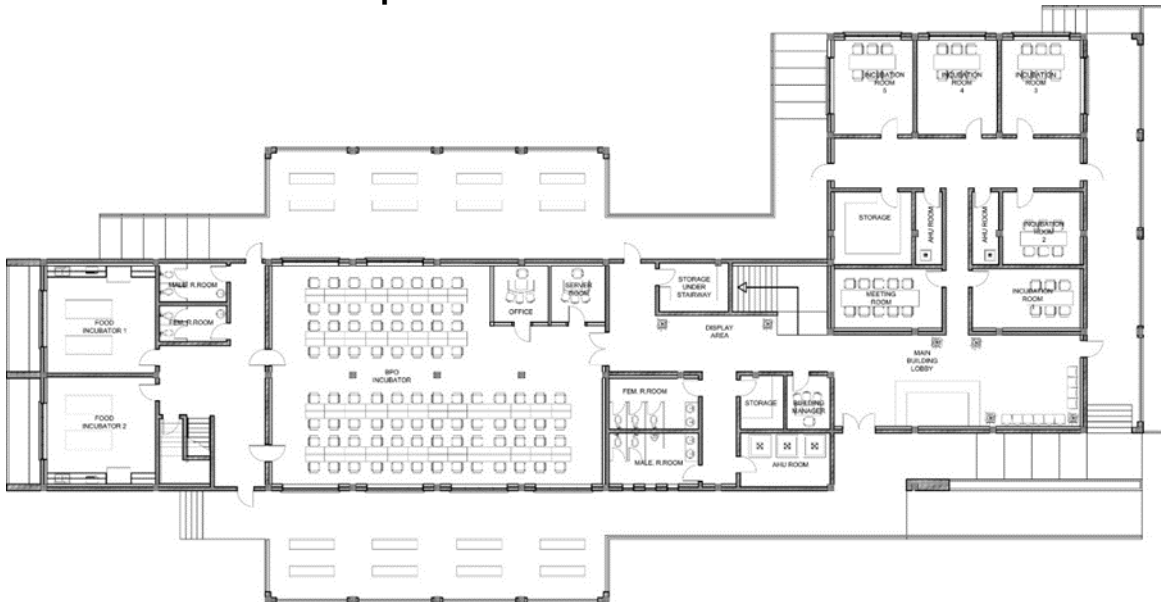 INCUBATION
ROOM
5
INCUBATION
ROOM
4
INCUBATION
ROOM
3
STORAGE
AHU ROOM
AHU ROOM
INCUBATION
ROOM
2
MALE R.ROOM
FEM. R.ROOM
FOOD
INCUBATOR 1
OFFICE
SERVER
ROOM
STORAGE
UNDER
STAIRWAY
MEETING
ROOM
INCUBATION
ROOM
1
DISPLAY
AREA
MAIN
BUILDING
LOBBY
BPO
INCUBATOR
FOOD
INCUBATOR 2
FEM. R.ROOM
STORAGE
BUILDING
MANAGER
MALE. R.ROOM
AHU ROOM